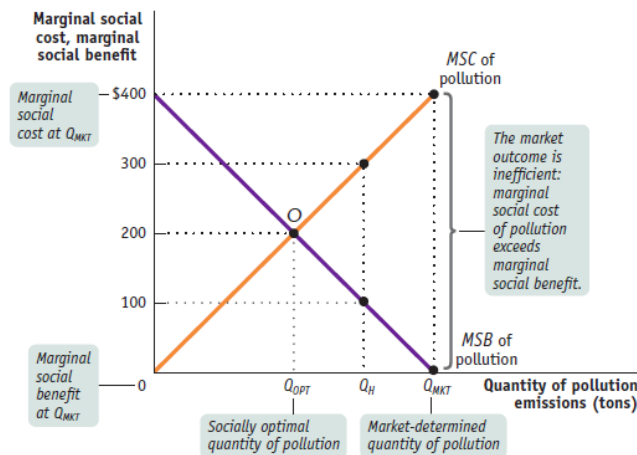 Marginal social
cost, marginal
social benefit
Marginal
social
cost at QMKT
$400
300
200
100
0
O
MSC of
pollution
The market
outcome is
inefficient:
marginal
social cost
of pollution
exceeds
marginal
social benefit.
MSB of
pollution
Marginal
social
benefit
at QMKT
QOPT
QH
QMKT
Quantity of pollution
emissions (tons)
Socially optimal
quantity of pollution
Market-determined
quantity of pollution